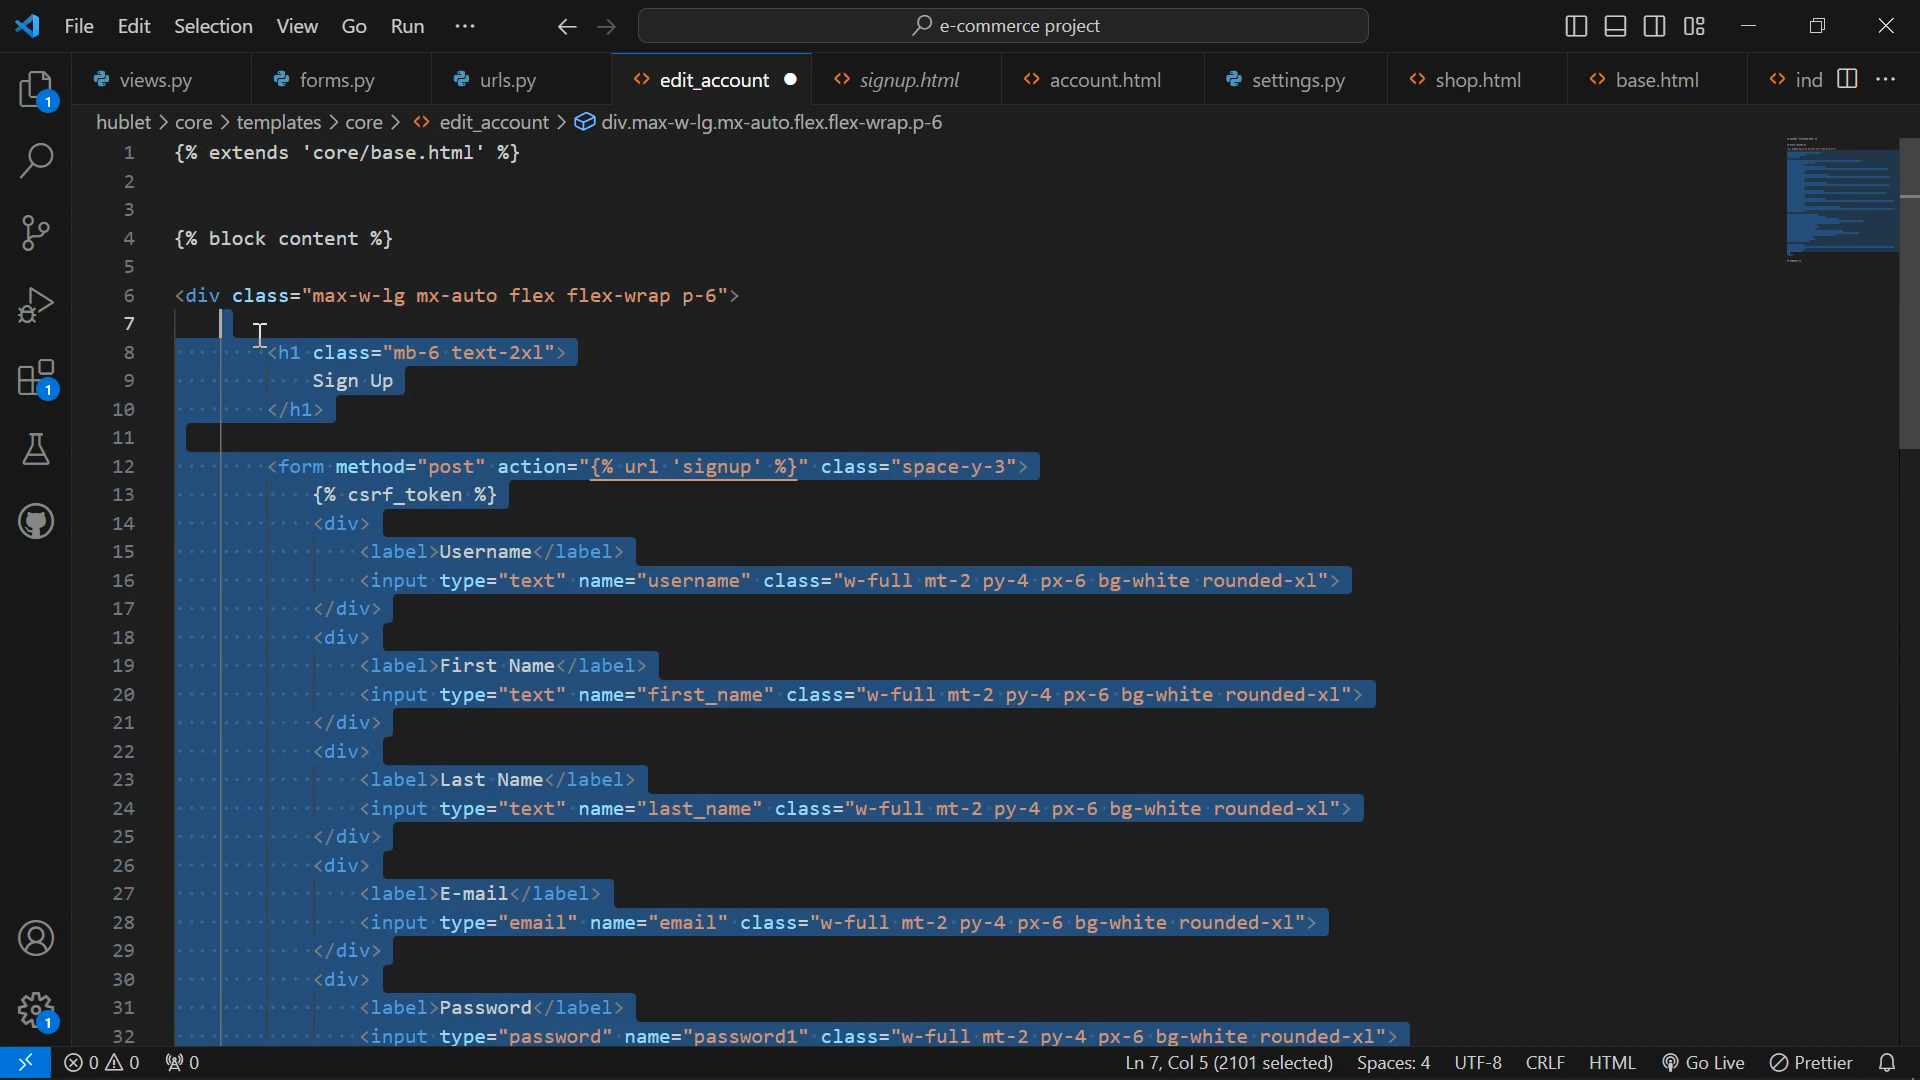 File Edit Selection View Go Run ··· e-commerce project
views.py forms.py urls.py edit_account signup.html account.html settings.py shop.html base.html ind
hublet > core > templates > core > edit_account > div.max-w-lg.mx-auto.flex.flex-wrap.p-6
1 {% extends 'core/base.html' %}
2
3
4 {% block content %}
5
6 <div class="max-w-lg mx-auto flex flex-wrap p-6">
7
8 <h1 class="mb-6 text-2xl">
9 Sign Up
10 </h1>
11
12 <form method="post" action="{% url 'signup' %}" class="space-y-3">
13 {% csrf_token %}
14 <div>
15 <label>Username</label>
16 <input type="text" name="username" class="w-full mt-2 py-4 px-6 bg-white rounded-xl">
17 </div>
18 <div>
19 <label>First Name</label>
20 <input type="text" name="first_name" class="w-full mt-2 py-4 px-6 bg-white rounded-xl">
21 </div>
22 <div>
23 <label>Last Name</label>
24 <input type="text" name="last_name" class="w-full mt-2 py-4 px-6 bg-white rounded-xl">
25 </div>
26 <div>
27 <label>E-mail</label>
28 <input type="email" name="email" class="w-full mt-2 py-4 px-6 bg-white rounded-xl">
29 </div>
30 <div>
31 <label>Password</label>
32 <input type="password" name="password1" class="w-full mt-2 py-4 px-6 bg-white rounded-xl">
1
1
1
0 0 0 Ln 7, Col 5 (2101 selected) Spaces: 4 UTF-8 CRLF HTML Go Live Prettier